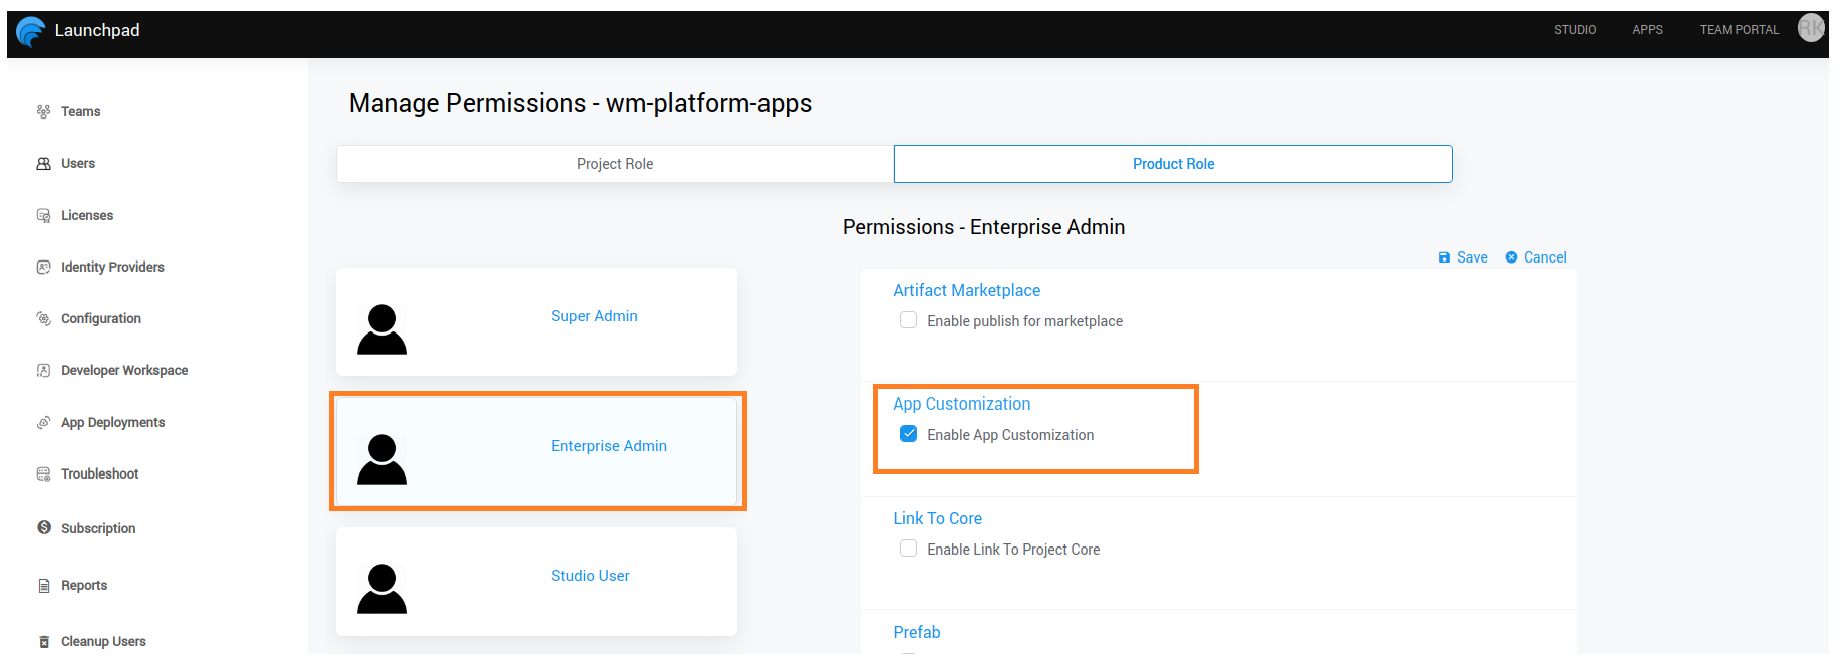 Launchpad
STUDIO APPS TEAM PORTAL RK
Teams
Users
Licenses
Identity Providers
Configuration
Developer Workspace
App Deployments
Troubleshoot
Subscription
Reports
Cleanup Users
Manage Permissions - wm-platform-apps
Project Role Product Role
Permissions - Enterprise Admin
Save Cancel
Super Admin
Enterprise Admin
Studio User
Artifact Marketplace
Enable publish for marketplace
App Customization
Enable App Customization
Link To Core
Enable Link To Project Core
Prefab